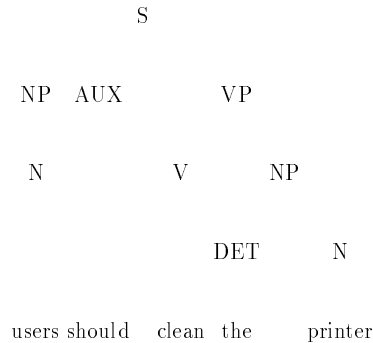 S
NP AUX VP
N V NP
DET N
users should clean the printer